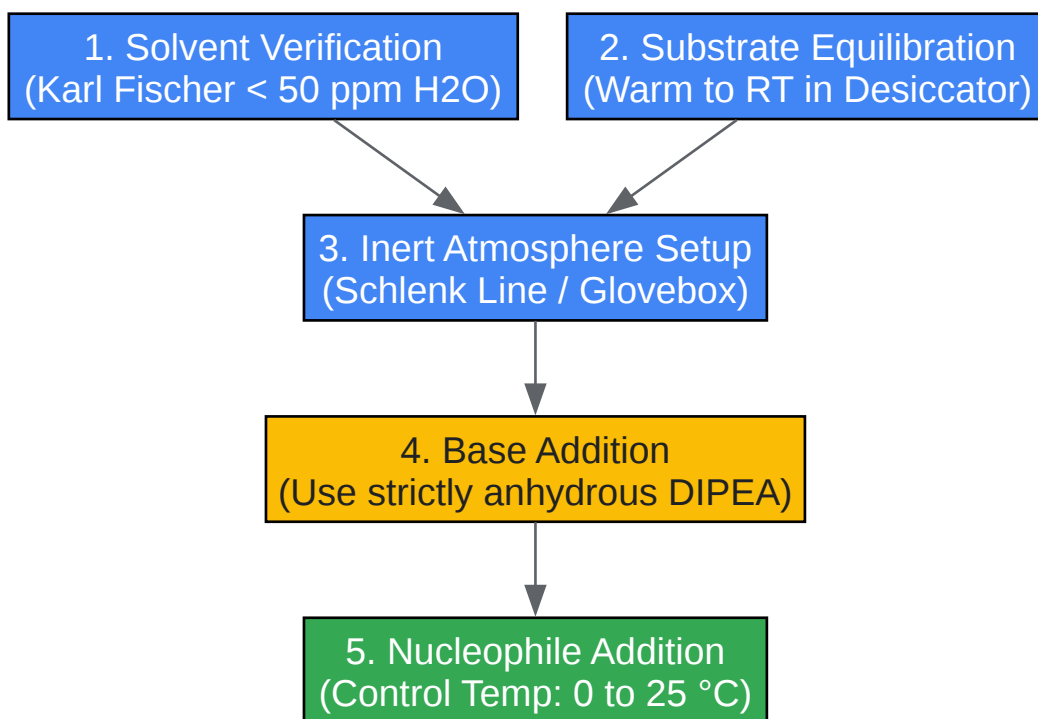 1. Solvent Verification
(Karl Fischer < 50 ppm H2O)
2. Substrate Equilibration
(Warm to RT in Desiccator)
3. Inert Atmosphere Setup
(Schlenk Line / Glovebox)
4. Base Addition
(Use strictly anhydrous DIPEA)
5. Nucleophile Addition
(Control Temp: 0 to 25 °C)